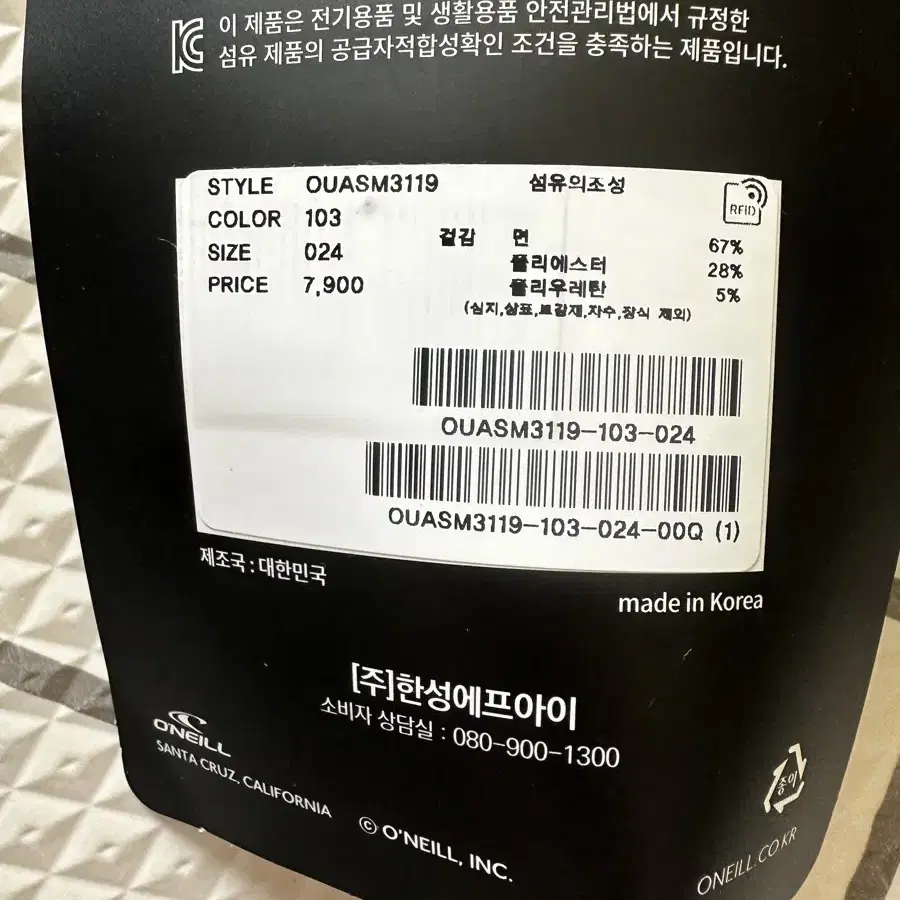 이 제품은 전기용품 및 생활용품 안전관리법에서 규정한
섬유 제품의 공급자적합성확인 조건을 충족하는 제품입니다.
STYLE OUASM3119 섬유의조성
RFID
COLOR 103
겉감 면 67%
SIZE 024
폴리에스터 28%
PRICE 7,900
폴리우레탄 5%
(심지,상표,트림재,자수,장식 제외)
OUASM3119-103-024
OUASM3119-103-024-00Q (1)
제조국 : 대한민국
made in Korea
[주]한성에프아이
소비자 상담실 : 080-900-1300
O'NEILL
SANTA CRUZ, CALIFORNIA
종이
© O'NEILL, INC.
ONEILL.CO.KR